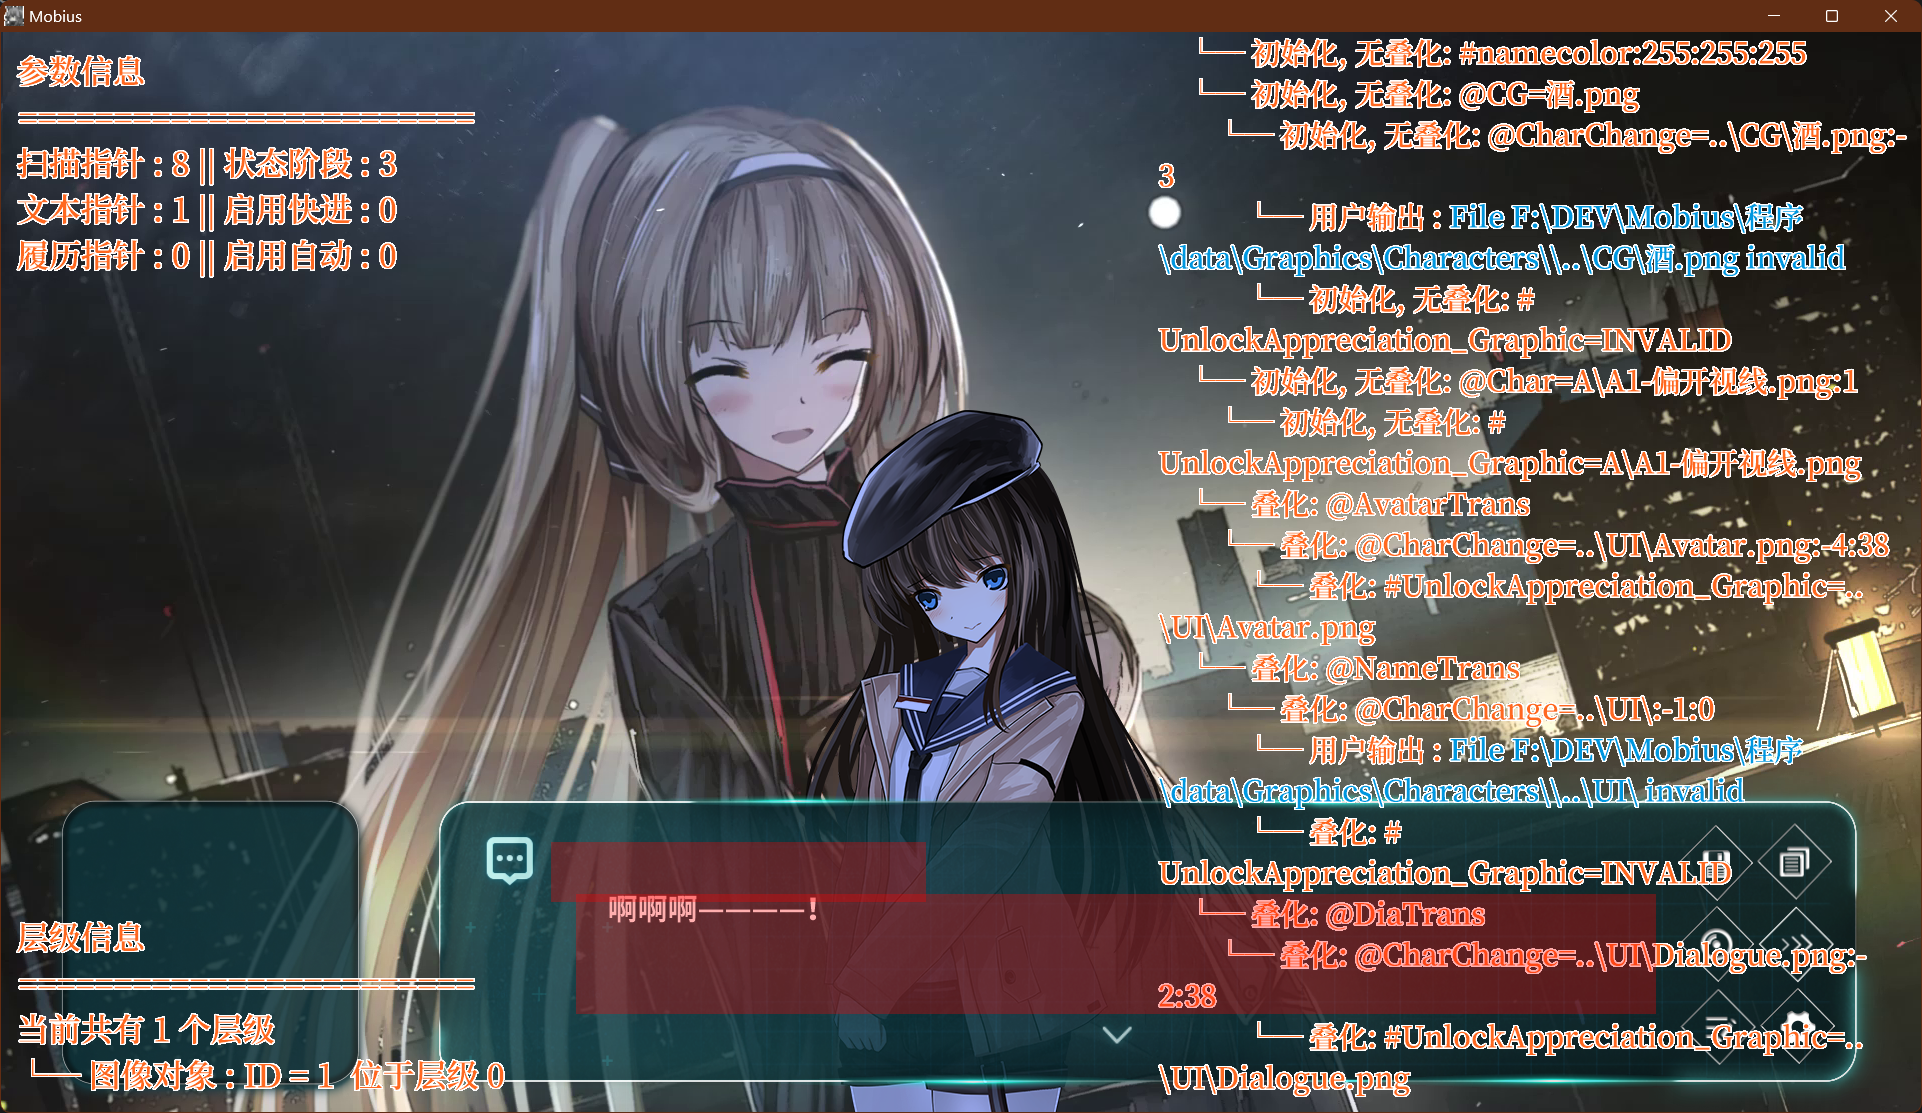 Mobius
参数信息
========================
扫描指针 : 8 || 状态阶段 : 3
文本指针 : 1 || 启用快进 : 0
履历指针 : 0 || 启用自动 : 0
└── 初始化, 无叠化: #namecolor:255:255:255
└── 初始化, 无叠化: @CG=酒.png
└── 初始化, 无叠化: @CharChange=..\CG\酒.png:-
3
└── 用户输出 : File F:\DEV\Mobius\程序
\data\Graphics\Characters\\..\CG\酒.png invalid
└── 初始化, 无叠化: #
UnlockAppreciation_Graphic=INVALID
└── 初始化, 无叠化: @Char=A\A1-偏开视线.png:1
└── 初始化, 无叠化: #
UnlockAppreciation_Graphic=A\A1-偏开视线.png
└── 叠化: @AvatarTrans
└── 叠化: @CharChange=..\UI\Avatar.png:-4:38
└── 叠化: #UnlockAppreciation_Graphic=..
\UI\Avatar.png
└── 叠化: @NameTrans
└── 叠化: @CharChange=..\UI\:-1:0
└── 用户输出 : File F:\DEV\Mobius\程序
\data\Graphics\Characters\\..\UI\ invalid
└── 叠化: #
UnlockAppreciation_Graphic=INVALID
└── 叠化: @DiaTrans
└── 叠化: @CharChange=..\UI\Dialogue.png:-
2:38
└── 叠化: #UnlockAppreciation_Graphic=..
\UI\Dialogue.png
啊啊啊————！
层级信息
========================
当前共有 1 个层级
└── 图像对象 : ID = 1 位于层级 0